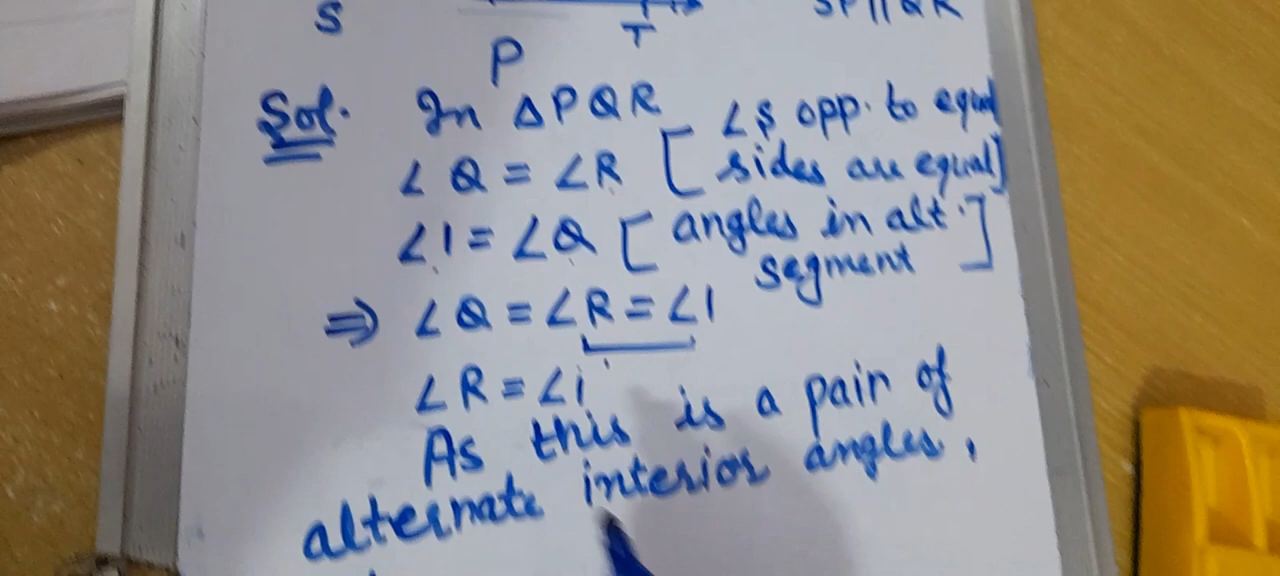 S T SP||QR
P
Sol. In ΔPQR
∠Q = ∠R [∠s opp. to equal sides are equal]
∠1 = ∠Q [angles in alt. segment]
⇒ ∠Q = ∠R = ∠1
∠R = ∠1
As this is a pair of
alternate interior angles,